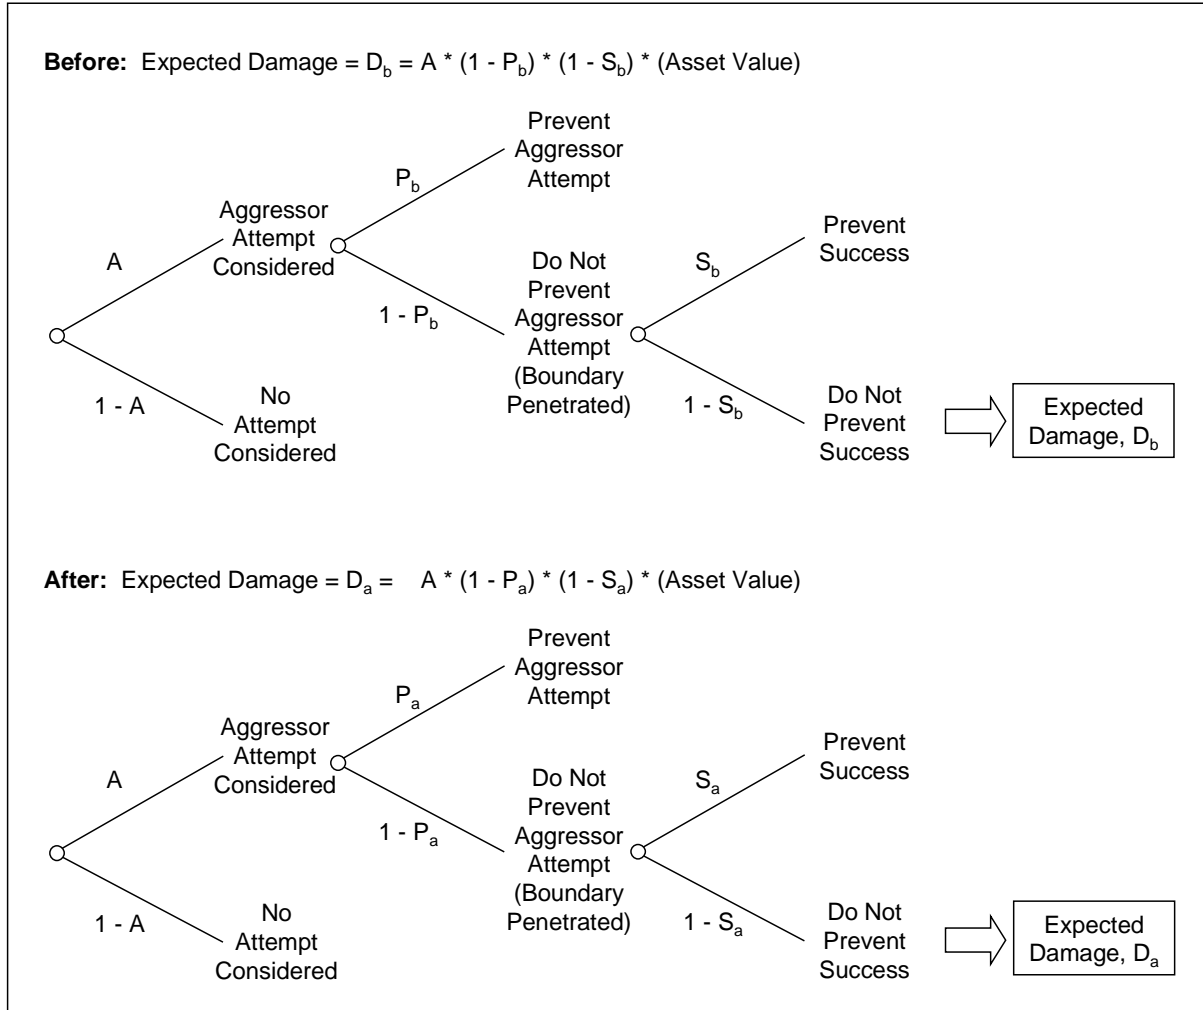 Before: Expected Damage = D_b = A * (1 - P_b) * (1 - S_b) * (Asset Value)
Prevent
Aggressor
Attempt
P_b
Aggressor
Attempt
Considered
A
Prevent
Success
S_b
Do Not
Prevent
Aggressor
Attempt
(Boundary
Penetrated)
1 - P_b
1 - A
No
Attempt
Considered
1 - S_b
Do Not
Prevent
Success
Expected
Damage, D_b
After: Expected Damage = D_a = A * (1 - P_a) * (1 - S_a) * (Asset Value)
Prevent
Aggressor
Attempt
P_a
Aggressor
Attempt
Considered
A
Prevent
Success
S_a
Do Not
Prevent
Aggressor
Attempt
(Boundary
Penetrated)
1 - P_a
1 - A
No
Attempt
Considered
1 - S_a
Do Not
Prevent
Success
Expected
Damage, D_a